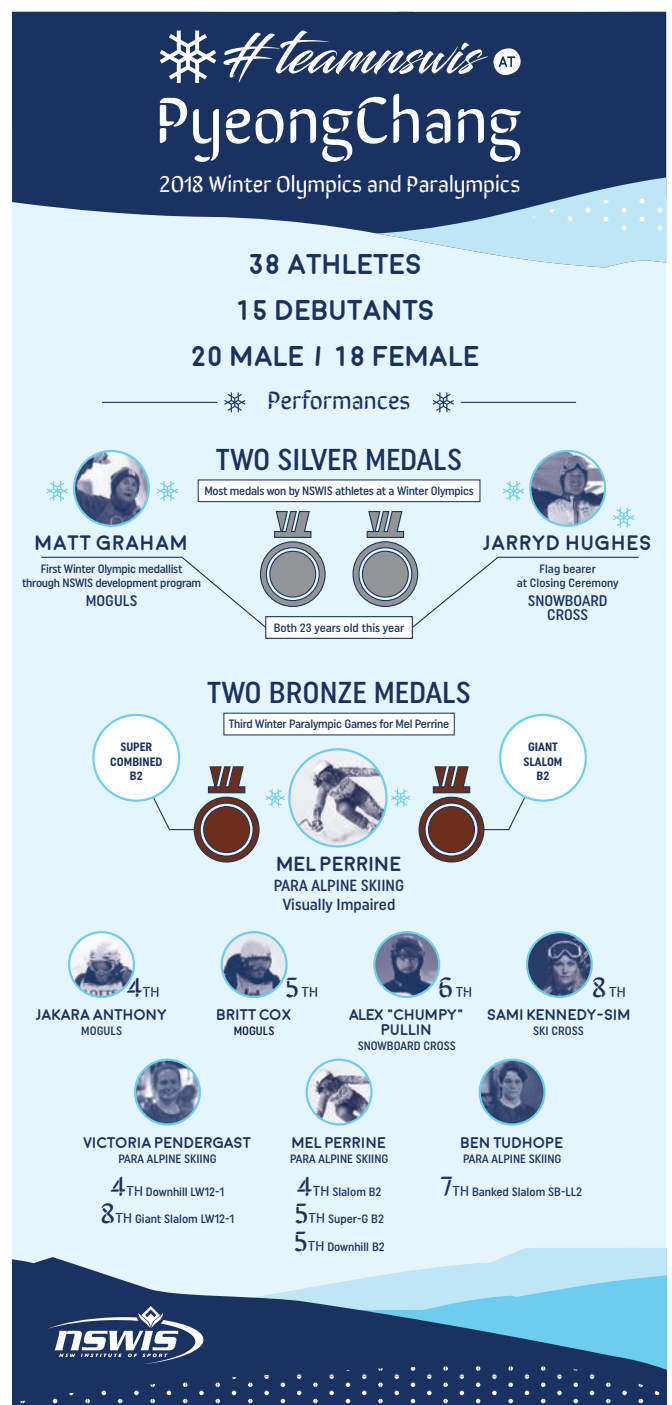 #teamnswis AT
PyeongChang
2018 Winter Olympics and Paralympics
38 ATHLETES
15 DEBUTANTS
20 MALE / 18 FEMALE
Performances
TWO SILVER MEDALS
Most medals won by NSWIS athletes at a Winter Olympics
MATT GRAHAM
First Winter Olympic medallist
through NSWIS development program
MOGULS
JARRYD HUGHES
Flag bearer
at Closing Ceremony
SNOWBOARD
CROSS
Both 23 years old this year
TWO BRONZE MEDALS
Third Winter Paralympic Games for Mel Perrine
SUPER
COMBINED
B2
GIANT
SLALOM
B2
MEL PERRINE
PARA ALPINE SKIING
Visually Impaired
4TH
JAKARA ANTHONY
MOGULS
5TH
BRITT COX
MOGULS
6TH
ALEX "CHUMPY"
PULLIN
SNOWBOARD CROSS
8TH
SAMI KENNEDY-SIM
SKI CROSS
VICTORIA PENDERGAST
PARA ALPINE SKIING
4TH Downhill LW12-1
8TH Giant Slalom LW12-1
MEL PERRINE
PARA ALPINE SKIING
4TH Slalom B2
5TH Super-G B2
5TH Downhill B2
BEN TUDHOPE
PARA ALPINE SKIING
7TH Banked Slalom SB-LL2
nswis
NSW INSTITUTE OF SPORT